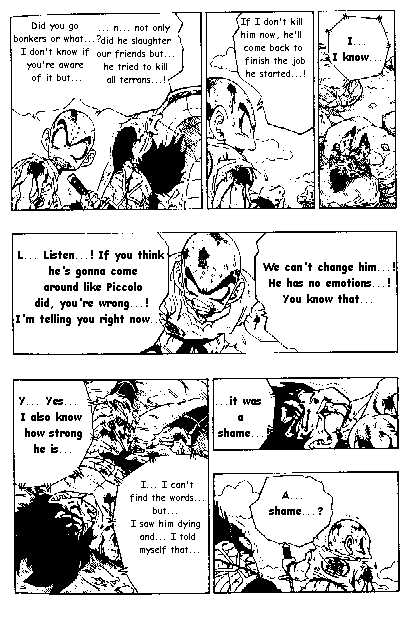 Did you go
bonkers or what...?
I don't know if
you're aware
of it but...
... n... not only
did he slaughter
our friends but...
he tried to kill
all terrans...!
If I don't kill
him now, he'll
come back to
finish the job
he started...!
I...
I know...
L... Listen...! If you think
he's gonna come
around like Piccolo
did, you're wrong...!
I'm telling you right now...
We can't change him...!
He has no emotions...!
You know that...
Y... Yes...
I also know
how strong
he is...
I... I can't
find the words...
but...
I saw him dying
and... I told
myself that...
...it was
a
shame...
A...
shame....?